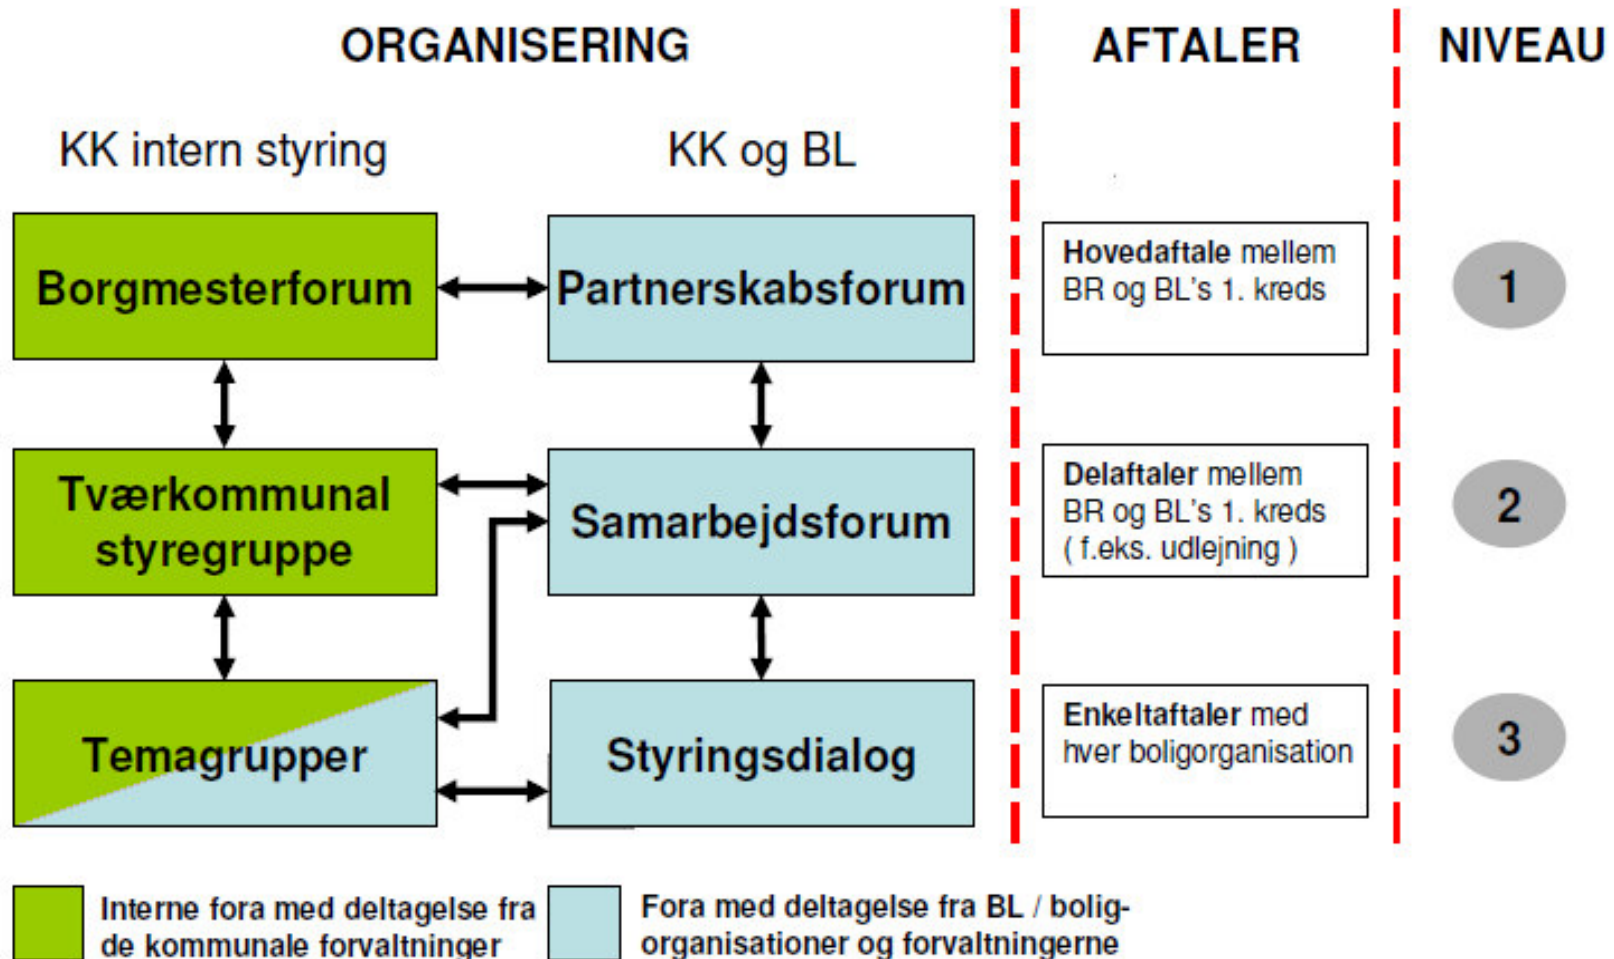 ORGANISERING
AFTALER
NIVEAU
KK intern styring
KK og BL
Borgmesterforum
Partnerskabsforum
Hovedaftale mellem
BR og BL's 1. kreds
1
Tværkommunal
styregruppe
Samarbejdsforum
Delaftaler mellem
BR og BL's 1. kreds
( f.eks. udlejning )
2
Temagrupper
Styringsdialog
Enkeltaftaler med
hver boligorganisation
3
Interne fora med deltagelse fra
de kommunale forvaltninger
Fora med deltagelse fra BL / bolig-
organisationer og forvaltningerne